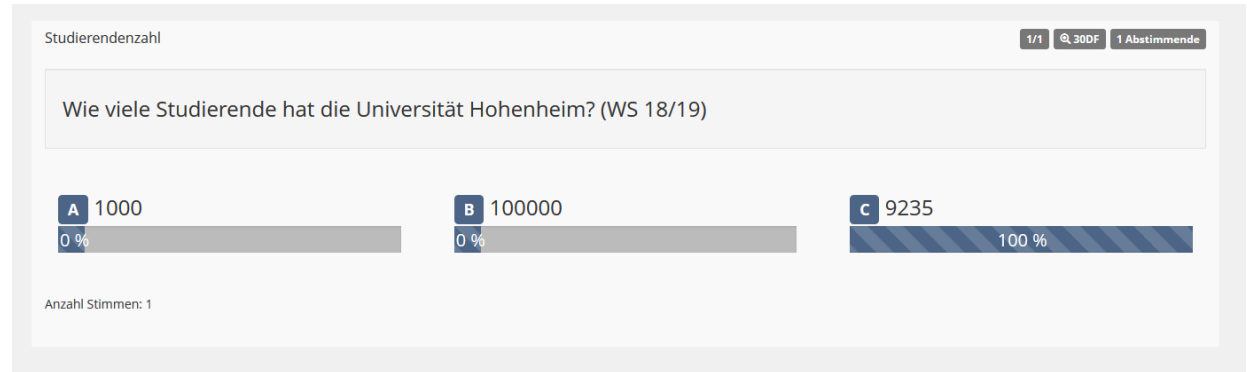 Studierendenzahl 1/1 30DF 1 Abstimmende
Wie viele Studierende hat die Universität Hohenheim? (WS 18/19)
A 1000 B 100000 C 9235
0 % 0 % 100 %
Anzahl Stimmen: 1